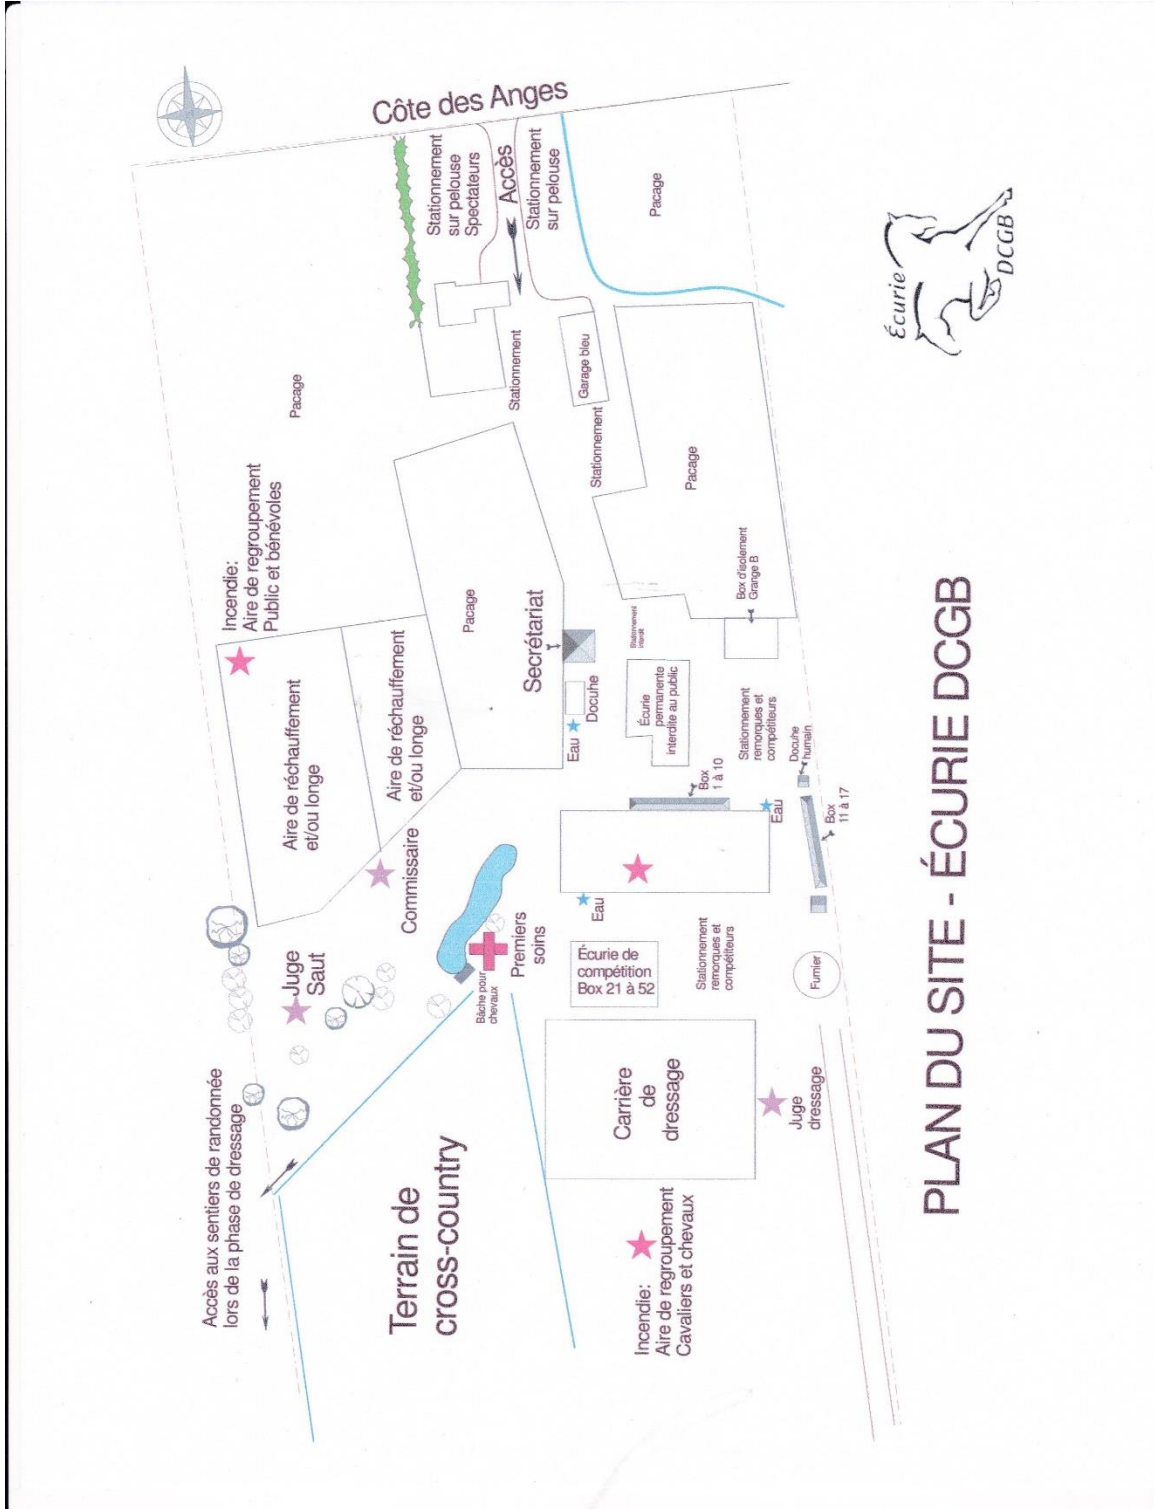 Côte des Anges
Stationnement
sur pelouse
Spectateurs
Accès
Stationnement
sur pelouse
Pacage
Pacage
Stationnement
Garage bleu
Stationnement
Pacage
Incendie:
Aire de regroupement
Public et bénévoles
Pacage
Secrétariat
Stationnement
interdit
Box d'isolement
Grange B
Aire de réchauffement
et/ou longe
Aire de réchauffement
et/ou longe
Docuhe
Eau
Écurie
permanente
interdite au public
Stationnement
remorques et
compétiteurs
Docuhe
humain
Box
1 à 10
Eau
Box
11 à 17
Commissaire
Juge
Saut
Premiers
soins
Bâche pour
chevaux
Eau
Écurie de
compétition
Box 21 à 52
Stationnement
remorques et
compétiteurs
Fumier
Accès aux sentiers de randonnée
lors de la phase de dressage
Terrain de
cross-country
Carrière
de
dressage
Juge
dressage
Incendie:
Aire de regroupement
Cavaliers et chevaux
Écurie
DCGB
PLAN DU SITE - ÉCURIE DCGB